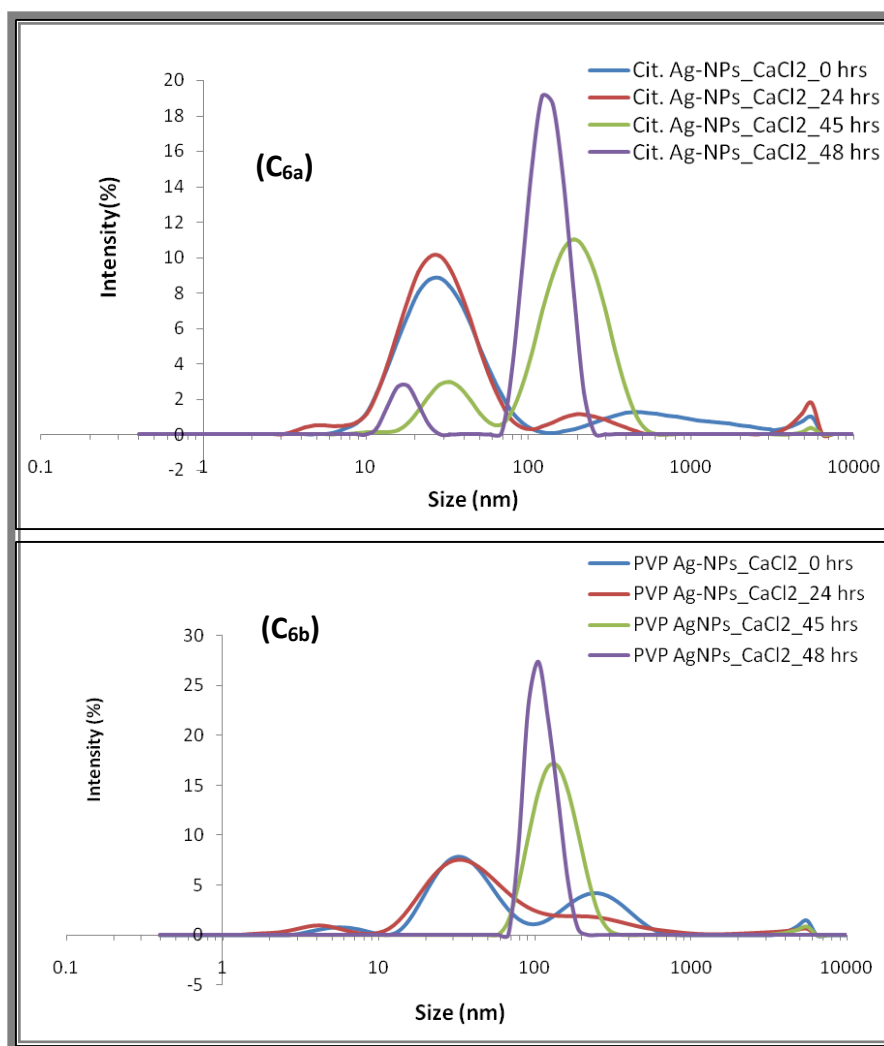 Cit. Ag-NPs_CaCl2_0 hrs
Cit. Ag-NPs_CaCl2_24 hrs
Cit. Ag-NPs_CaCl2_45 hrs
Cit. Ag-NPs_CaCl2_48 hrs
(C6a)
Intensity(%)
20
18
16
14
12
10
8
6
4
2
0
-2
0.1 1 10 100 1000 10000
Size (nm)
PVP Ag-NPs_CaCl2_0 hrs
PVP Ag-NPs_CaCl2_24 hrs
PVP AgNPs_CaCl2_45 hrs
PVP AgNPs_CaCl2_48 hrs
(C6b)
Intensity (%)
30
25
20
15
10
5
0
-5
0.1 1 10 100 1000 10000
Size (nm)